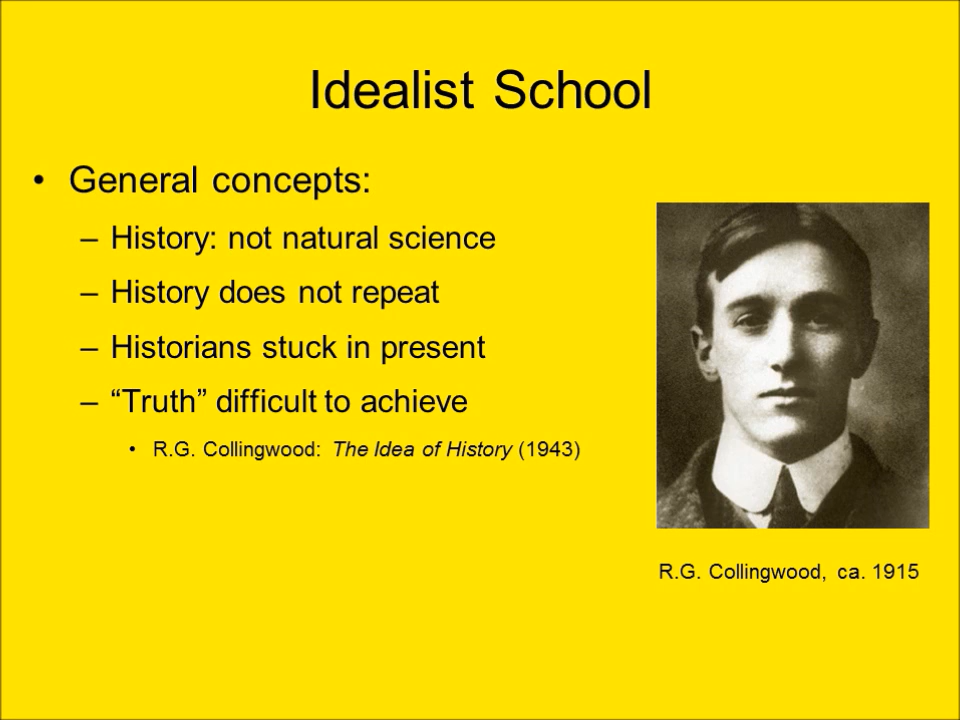 Idealist School
• General concepts:
– History: not natural science
– History does not repeat
– Historians stuck in present
– “Truth” difficult to achieve
• R.G. Collingwood: The Idea of History (1943)
R.G. Collingwood, ca. 1915